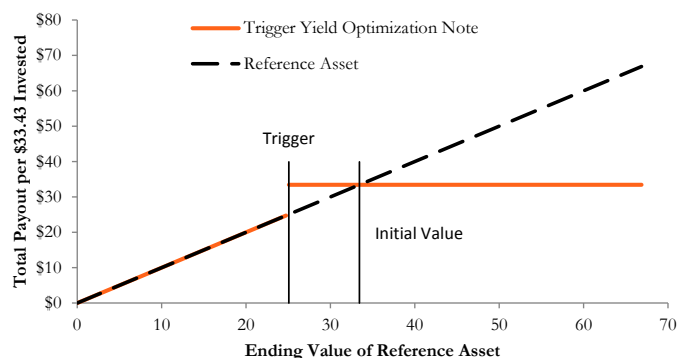 $80
$70
$60
$50
$40
$30
$20
$10
$0
Total Payout per $33.43 Invested
Trigger Yield Optimization Note
Reference Asset
Trigger
Initial Value
0 10 20 30 40 50 60 70
Ending Value of Reference Asset